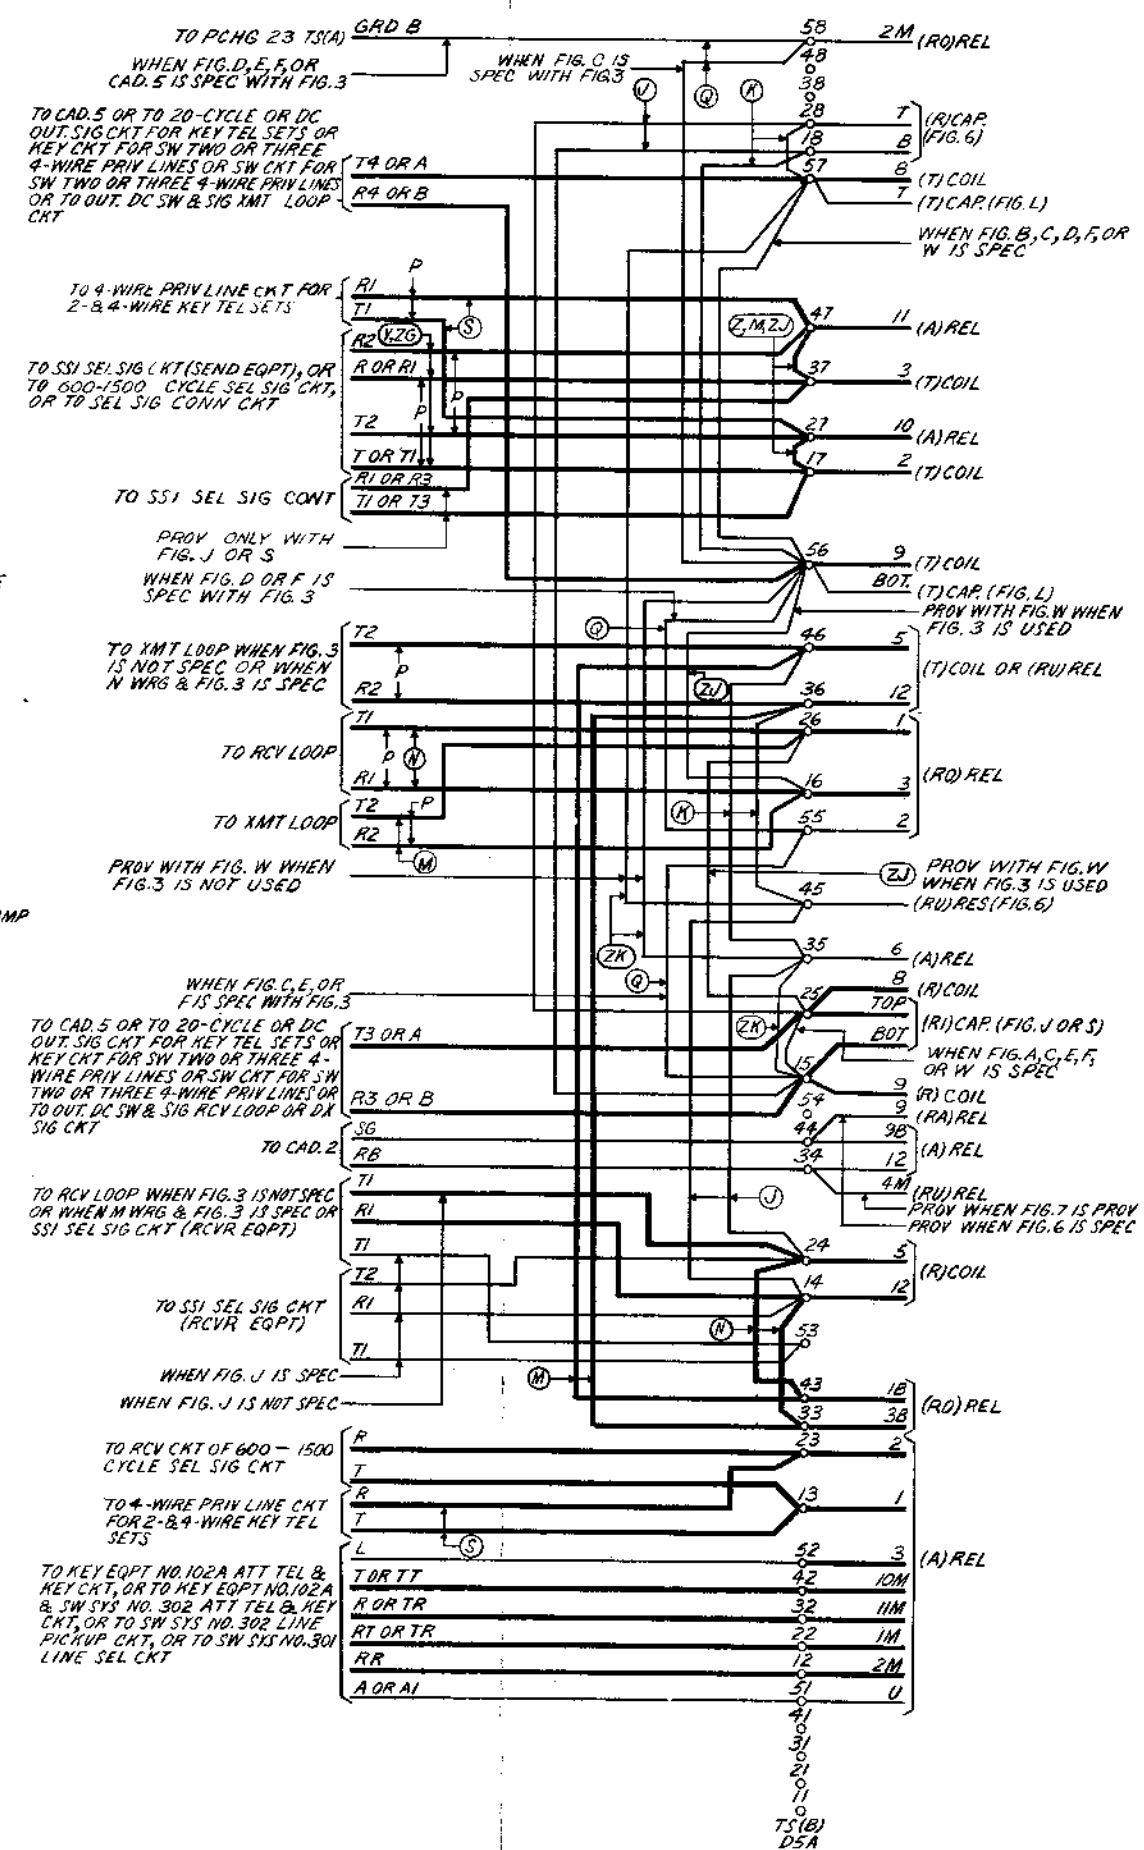 TO PCHG 23 TS(A)
GRD B
58
2M
(RO)REL
WHEN FIG. D, E, F, OR
CAD. 5 IS SPEC WITH FIG. 3
WHEN FIG. C IS
SPEC WITH FIG3
48
38
J
Q
K
28
T
(R)CAP.
(FIG. 6)
18
B
TO CAD. 5 OR TO 20-CYCLE OR DC
OUT. SIG CKT FOR KEY TEL SETS OR
KEY CKT FOR SW TWO OR THREE
4-WIRE PRIV LINES OR SW CKT FOR
SW TWO OR THREE 4-WIRE PRIV LINES
OR TO OUT. DC SW & SIG XMT LOOP
CKT
T4 OR A
R4 OR B
57
8
(T)COIL
T
(T)CAP. (FIG. L)
WHEN FIG. B, C, D, F, OR
W IS SPEC
TO 4-WIRE PRIV LINE CKT FOR
2-& 4-WIRE KEY TEL SETS
R1
T1
P
S
Y, ZG
Z, M, ZJ
47
11
(A)REL
TO SS1 SEL SIG CKT (SEND EQPT), OR
TO 600-1500 CYCLE SEL SIG CKT,
OR TO SEL SIG CONN CKT
R2
R OR R1
P
P
T2
T OR T1
37
3
(T)COIL
27
10
(A)REL
17
2
(T)COIL
TO SS1 SEL SIG CONT
R1 OR R3
T1 OR T3
PROV ONLY WITH
FIG. J OR S
WHEN FIG. D OR F IS
SPEC WITH FIG. 3
56
9
(T)COIL
BOT.
(T)CAP. (FIG. L)
PROV WITH FIG. W WHEN
FIG. 3 IS USED
Q
TO XMT LOOP WHEN FIG. 3
IS NOT SPEC OR WHEN
N WRG & FIG. 3 IS SPEC
T2
P
R2
ZJ
46
5
(T)COIL OR (RU)REL
36
12
TO RCV LOOP
T1
P
N
R1
26
1
(RO)REL
16
3
55
2
TO XMT LOOP
T2
P
R2
M
K
PROV WITH FIG. W WHEN
FIG. 3 IS NOT USED
ZJ
PROV WITH FIG. W
WHEN FIG. 3 IS USED
45
(RU)RES (FIG. 6)
MP
ZK
35
6
(A)REL
Q
WHEN FIG. C, E, OR
F IS SPEC WITH FIG. 3
25
8
(R)COIL
TOP
(R1)CAP. (FIG. J OR S)
BOT
ZK
WHEN FIG. A, C, E, F,
OR W IS SPEC
TO CAD. 5 OR TO 20-CYCLE OR DC
OUT. SIG CKT FOR KEY TEL SETS OR
KEY CKT FOR SW TWO OR THREE 4-
WIRE PRIV LINES OR SW CKT FOR SW
TWO OR THREE 4-WIRE PRIV LINES OR
TO OUT. DC SW & SIG RCV LOOP OR DX
SIG CKT
T3 OR A
R3 OR B
15
9
(R)COIL
54
9
(RA)REL
TO CAD. 2
SG
RB
44
9B
(A)REL
34
12
4M
(RU)REL
PROV WHEN FIG. 7 IS PROV
PROV WHEN FIG. 6 IS SPEC
J
TO RCV LOOP WHEN FIG. 3 IS NOT SPEC
OR WHEN M WRG & FIG. 3 IS SPEC OR
SS1 SEL SIG CKT (RCVR EQPT)
T1
R1
T1
24
5
(R)COIL
14
12
TO SS1 SEL SIG CKT
(RCVR EQPT)
T2
R1
T1
N
53
WHEN FIG. J IS SPEC
WHEN FIG. J IS NOT SPEC
M
43
1B
(RO)REL
33
3B
TO RCV CKT OF 600-1500
CYCLE SEL SIG CKT
R
T
23
2
TO 4-WIRE PRIV LINE CKT
FOR 2-& 4-WIRE KEY TEL
SETS
R
T
S
13
1
(A)REL
TO KEY EQPT NO. 102A ATT TEL &
KEY CKT, OR TO KEY EQPT NO. 102A
& SW SYS NO. 302 ATT TEL & KEY
CKT, OR TO SW SYS NO. 302 LINE
PICKUP CKT, OR TO SW SYS NO. 301
LINE SEL CKT
L
52
3
T OR TT
42
10M
R OR TR
32
11M
RT OR TR
22
1M
RR
12
2M
A OR A1
51
U
41
31
21
11
TS(B)
D5A